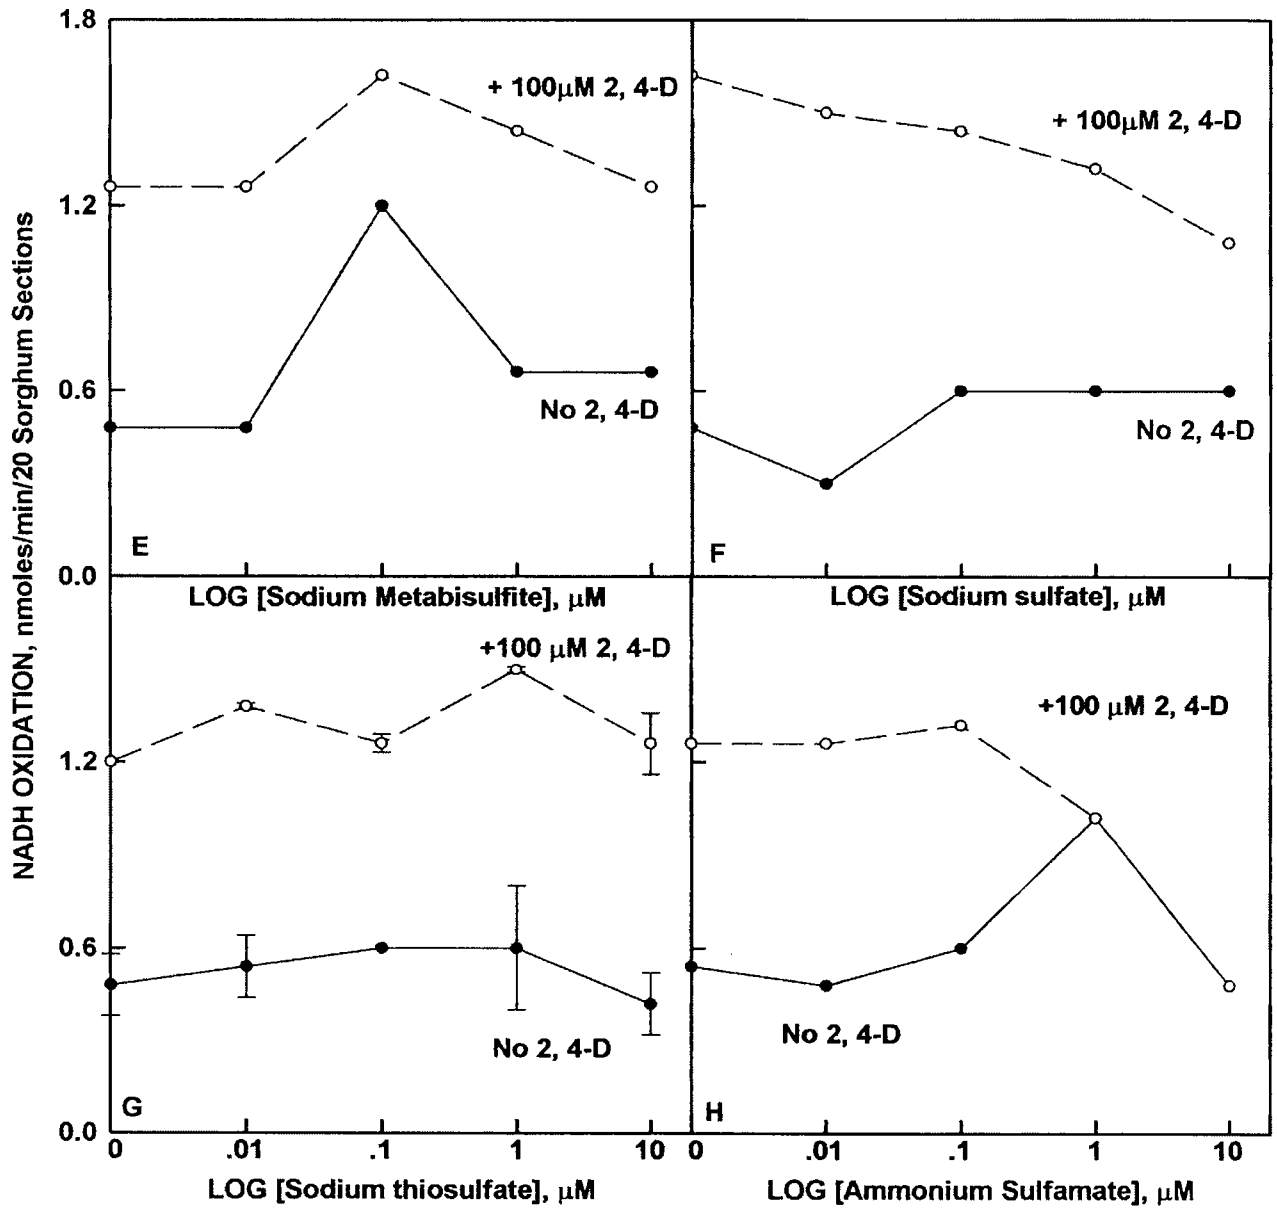 NADH OXIDATION, nmoles/min/20 Sorghum Sections
1.8
1.2
0.6
0.0
+ 100μM 2, 4-D
No 2, 4-D
E
LOG [Sodium Metabisulfite], μM
+ 100μM 2, 4-D
No 2, 4-D
F
LOG [Sodium sulfate], μM
1.2
0.6
0.0
+100 μM 2, 4-D
No 2, 4-D
G
0 .01 .1 1 10
LOG [Sodium thiosulfate], μM
+100 μM 2, 4-D
No 2, 4-D
H
0 .01 .1 1 10
LOG [Ammonium Sulfamate], μM